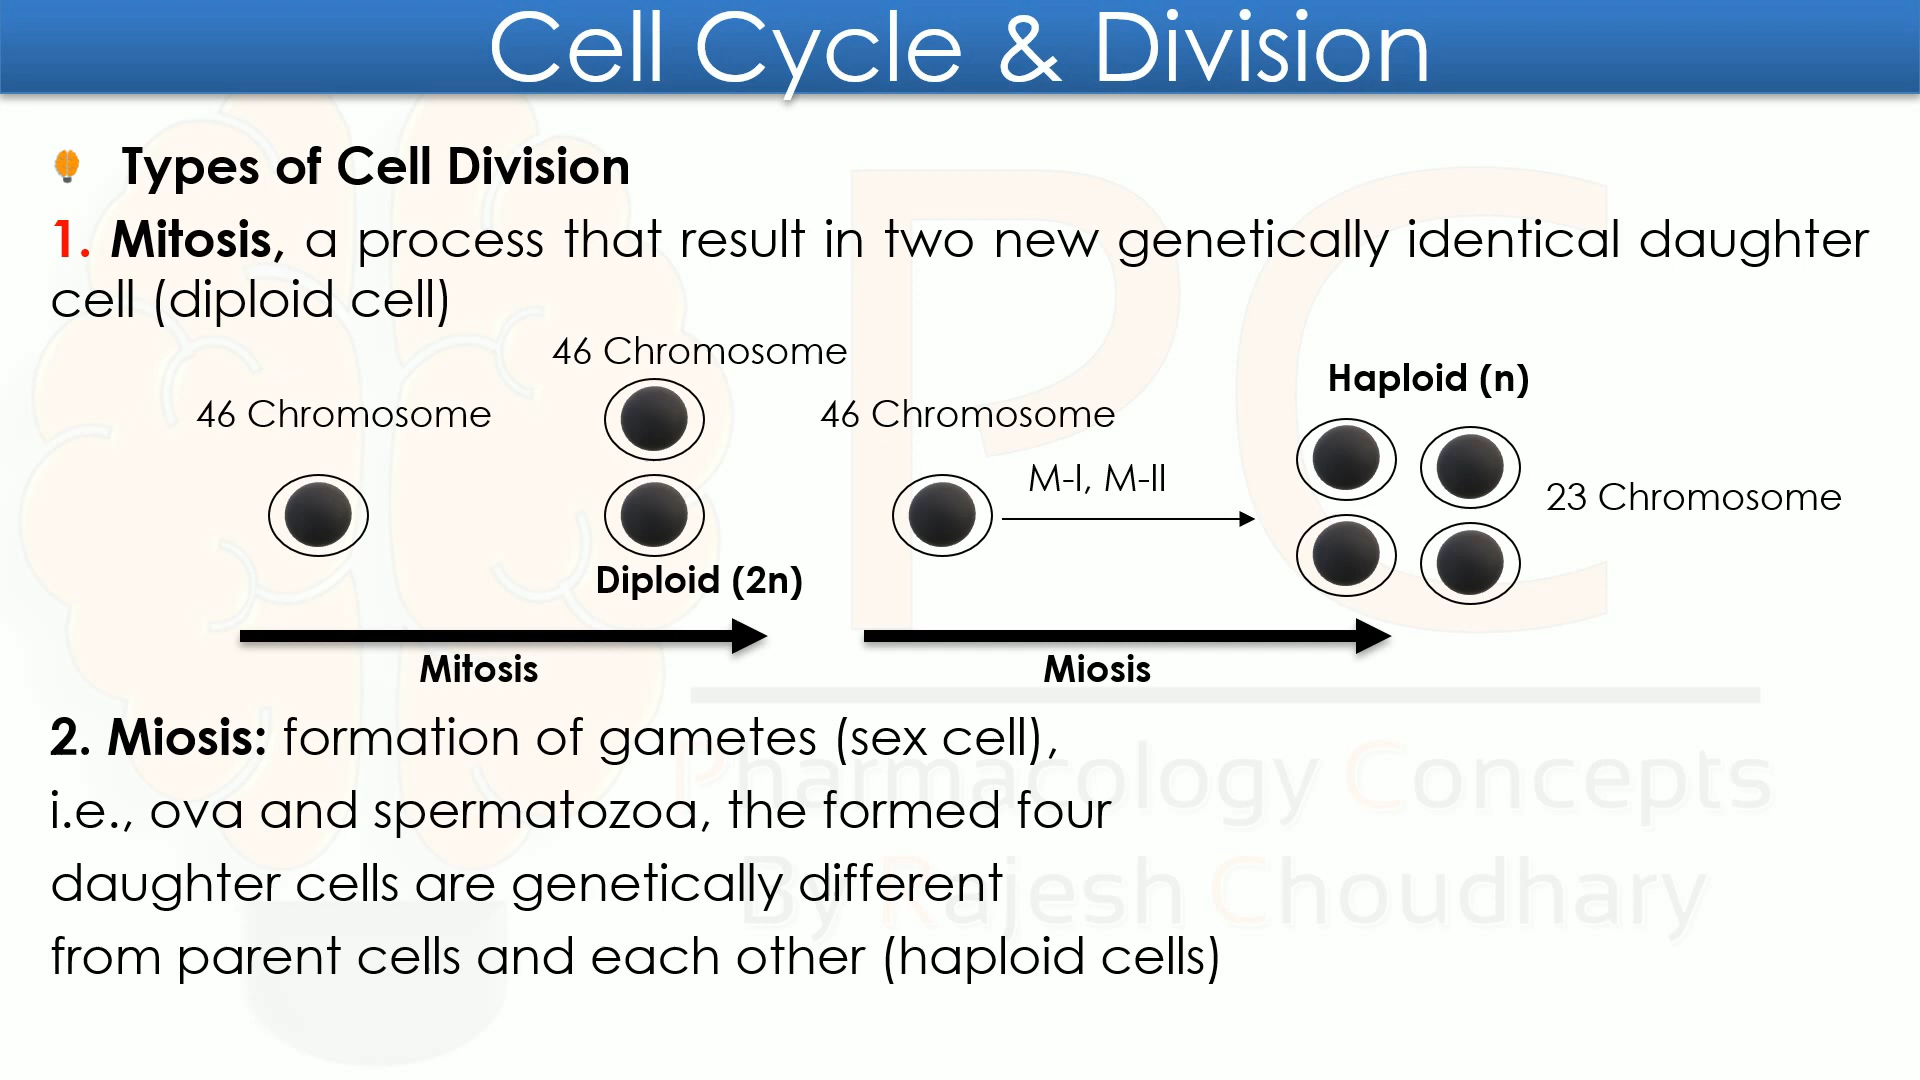 Cell Cycle & Division
Types of Cell Division
1. Mitosis, a process that result in two new genetically identical daughter
cell (diploid cell)
46 Chromosome
46 Chromosome
Diploid (2n)
Mitosis
46 Chromosome
M-I, M-II
Haploid (n)
23 Chromosome
Miosis
2. Miosis: formation of gametes (sex cell),
i.e., ova and spermatozoa, the formed four
daughter cells are genetically different
from parent cells and each other (haploid cells)
PC
Pharmacology Concepts
By Rajesh Choudhary